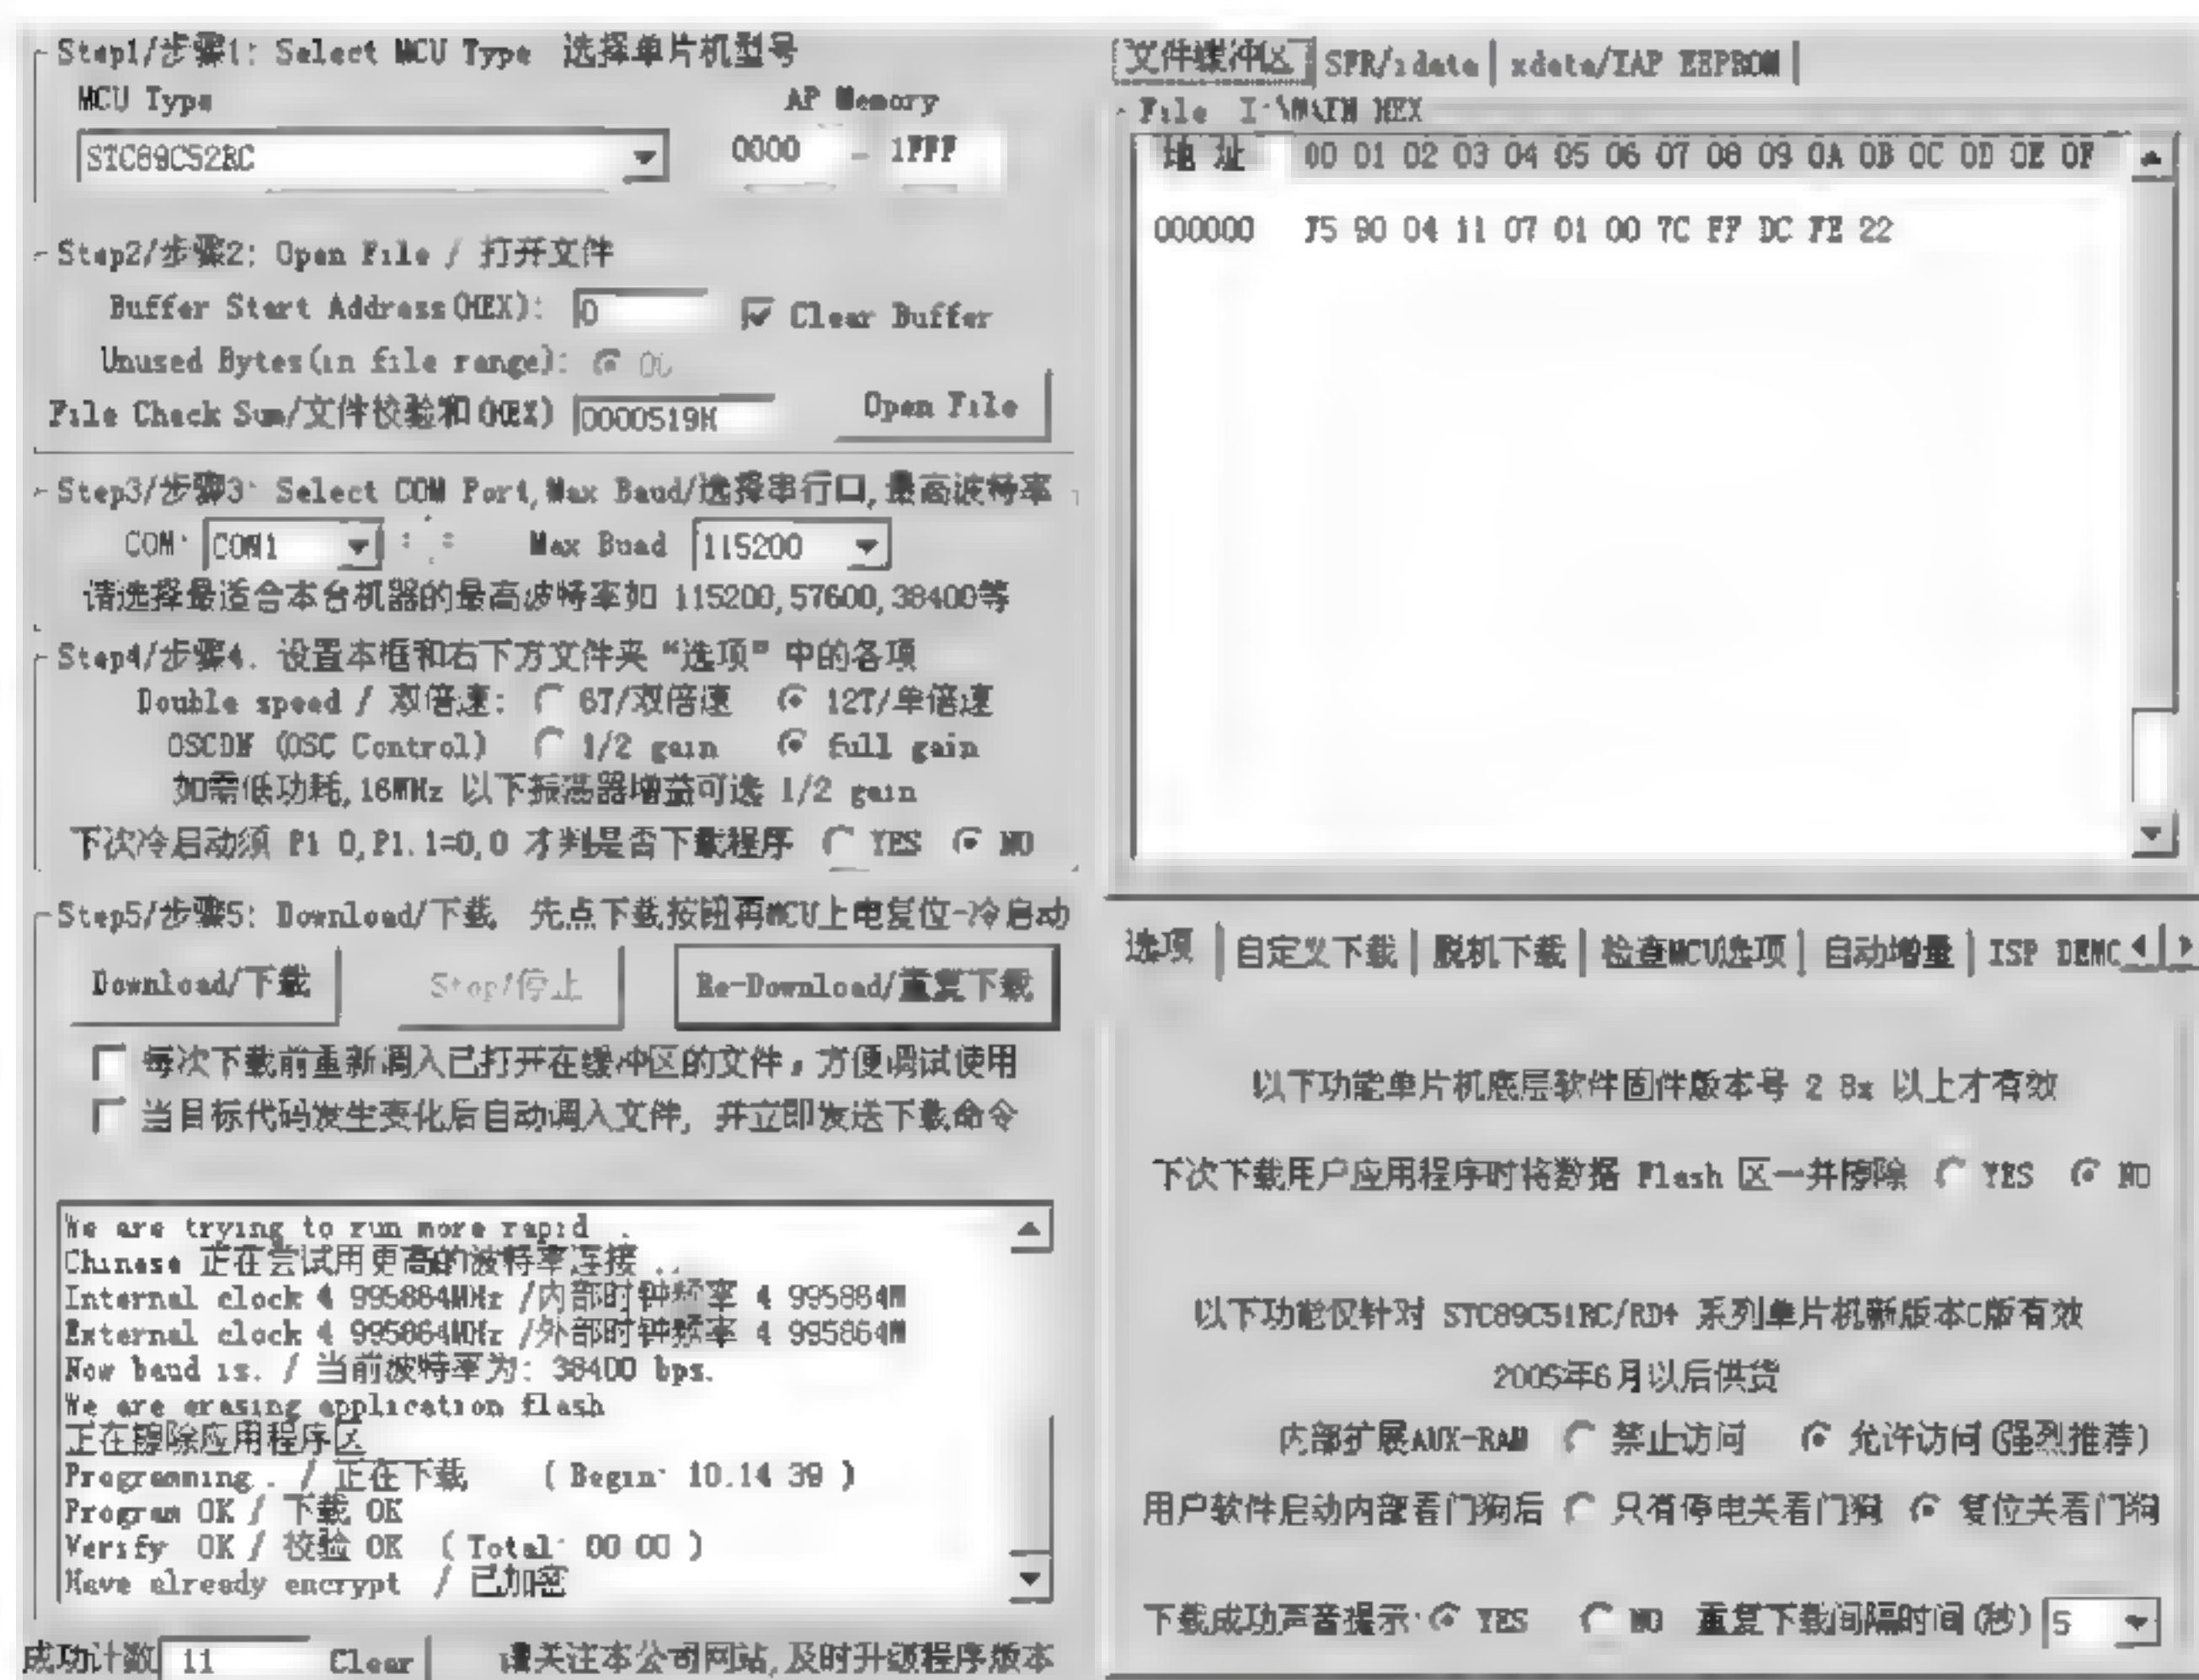 Step1/步骤1: Select MCU Type 选择单片机型号
MCU Type AP Memory
STC89C52RC 0000 - 1FFF
Step2/步骤2: Open File / 打开文件
Buffer Start Address(HEX): 0 Clear Buffer
Unused Bytes(in file range):
File Check Sum/文件校验和(HEX) 0000519H Open File
Step3/步骤3: Select COM Port,Max Baud/选择串行口,最高波特率
COM: COM1 Max Buad 115200
请选择最适合本台机器的最高波特率如 115200,57600,38400等
Step4/步骤4. 设置本框和右下方文件夹 “选项” 中的各项
Double speed / 双倍速: 6T/双倍速 12T/单倍速
OSCDN (OSC Control) 1/2 gain full gain
如需低功耗,16MHz 以下振荡器增益可选 1/2 gain
下次冷启动须 P1 0,P1.1=0,0 才判是否下载程序 YES NO
Step5/步骤5: Download/下载 先点下载按钮再MCU上电复位-冷启动
Download/下载 Stop/停止 Re-Download/重复下载
每次下载前重新调入已打开在缓冲区的文件，方便调试使用
当目标代码发生变化后自动调入文件, 并立即发送下载命令
We are trying to run more rapid .
Chinese 正在尝试用更高的波特率连接 ..
Internal clock 4 995864MHz /内部时钟频率 4 995864M
External clock 4 995864MHz /外部时钟频率 4 995864M
Now baud is. / 当前波特率为: 38400 bps.
We are erasing application flash
正在擦除应用程序区
Programming . / 正在下载 ( Begin: 10.14 39 )
Program OK / 下载 OK
Verify OK / 校验 OK ( Total: 00 00 )
Have already encrypt / 已加密
成功计数 11 Clear 请关注本公司网站,及时升级程序版本
文件缓冲区 SFR/idata xdata/IAP EEPROM
File I:\MAIN HEX
地 址 00 01 02 03 04 05 06 07 08 09 0A 0B 0C 0D 0E 0F
000000 F5 90 04 11 07 01 00 7C FF DC FE 22
选项 自定义下载 脱机下载 检查MCU选项 自动增量 ISP DEMO
以下功能单片机底层软件固件版本号 2 8x 以上才有效
下次下载用户应用程序时将数据 Flash 区一并擦除 YES NO
以下功能仅针对 STC89C51RC/RD+ 系列单片机新版本C版有效
2005年6月以后供货
内部扩展AUX-RAM 禁止访问 允许访问(强烈推荐)
用户软件启动内部看门狗后 只有停电关看门狗 复位关看门狗
下载成功声音提示: YES NO 重复下载间隔时间(秒) 5